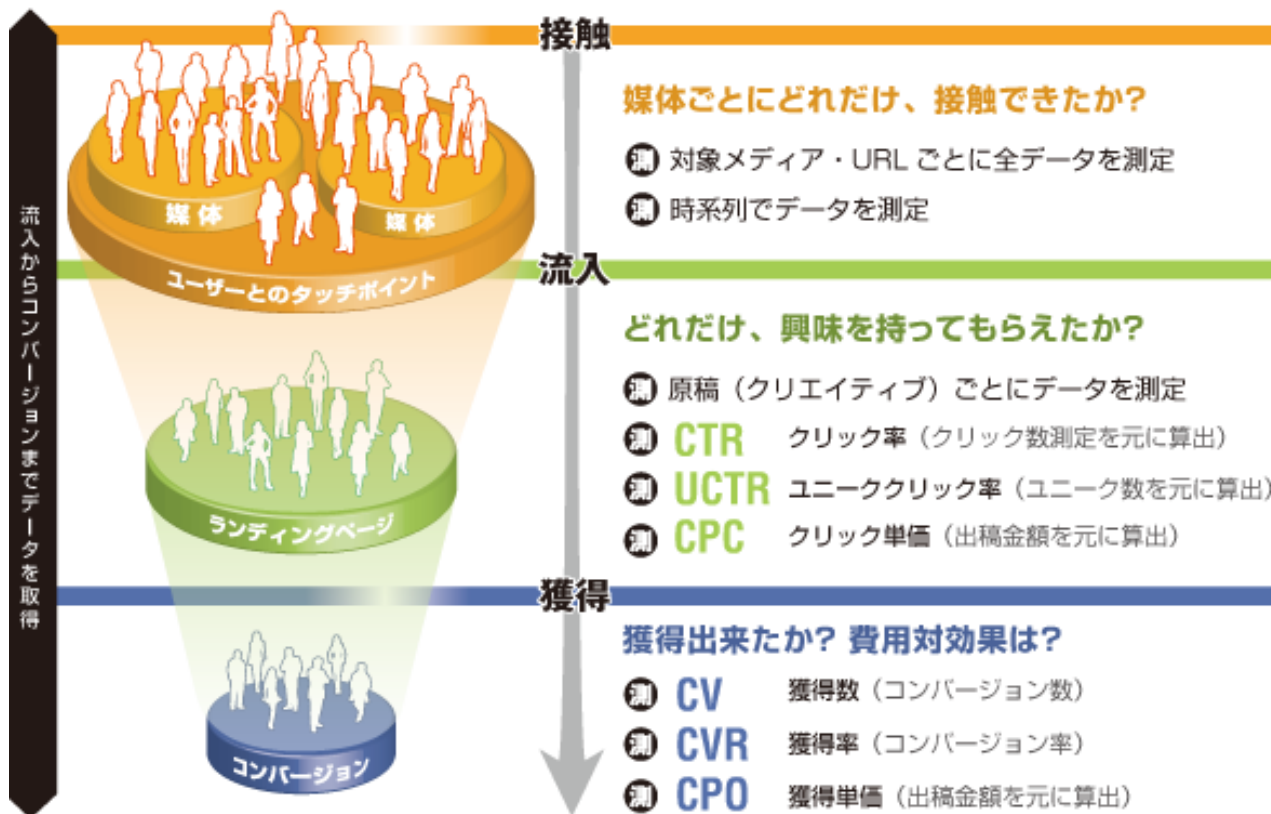 流入からコンバージョンまでデータを取得
接触
媒体ごとにどれだけ、接触できたか?
測 対象メディア・URL ごとに全データを測定
測 時系列でデータを測定
媒体
媒体
ユーザーとのタッチポイント
流入
どれだけ、興味を持ってもらえたか?
測 原稿（クリエイティブ）ごとにデータを測定
測 CTR クリック率（クリック数測定を元に算出）
測 UCTR ユニーククリック率（ユニーク数を元に算出）
測 CPC クリック単価（出稿金額を元に算出）
ランディングページ
獲得
獲得出来たか? 費用対効果は?
測 CV 獲得数（コンバージョン数）
測 CVR 獲得率（コンバージョン率）
測 CPO 獲得単価（出稿金額を元に算出）
コンバージョン